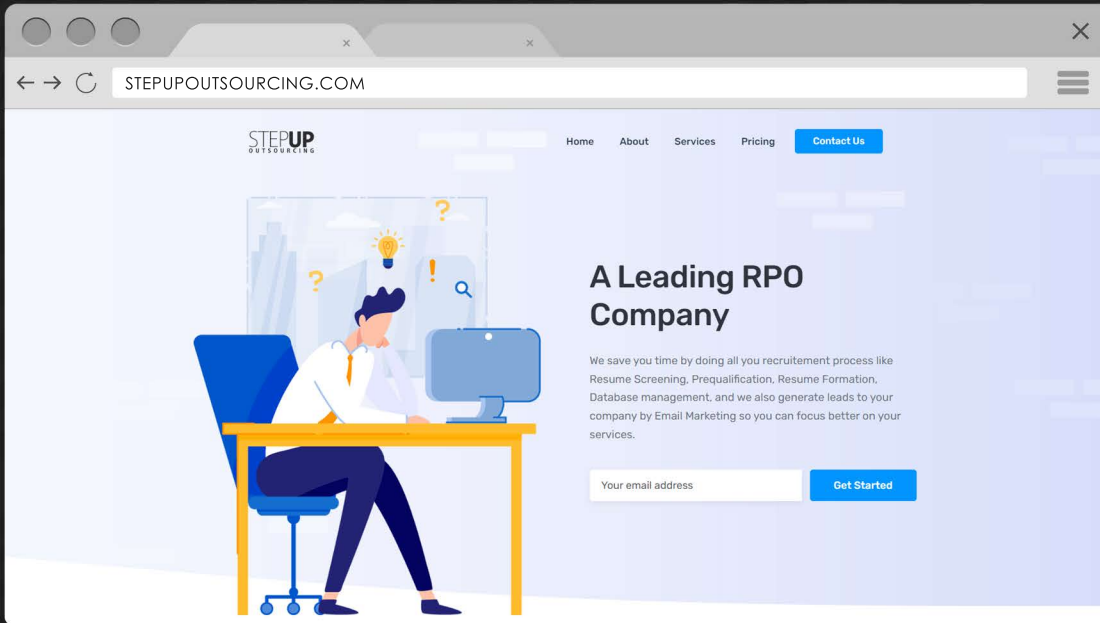 STEPUPOUTSOURCING.COM
STEPUP
OUTSOURCING
Home About Services Pricing Contact Us
? 
!
?
A Leading RPO
Company
We save you time by doing all you recruitement process like
Resume Screening, Prequalification, Resume Formation,
Database management, and we also generate leads to your
company by Email Marketing so you can focus better on your
services.
Your email address Get Started